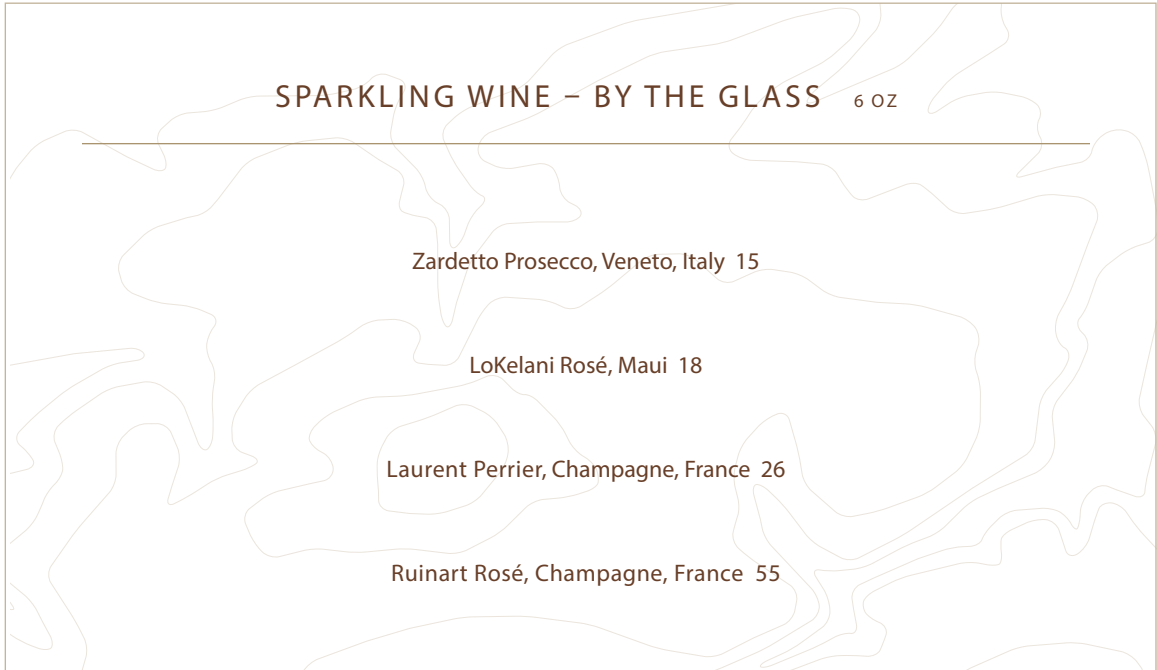 SPARKLING WINE – BY THE GLASS 6 OZ
Zardetto Prosecco, Veneto, Italy 15
LoKelani Rosé, Maui 18
Laurent Perrier, Champagne, France 26
Ruinart Rosé, Champagne, France 55